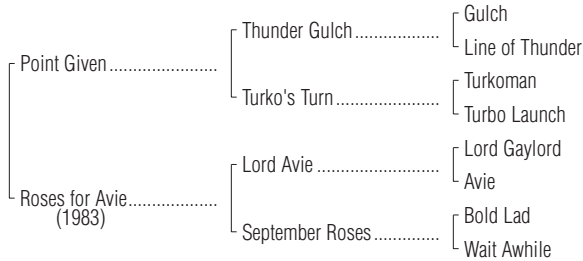 Gulch
Thunder Gulch
Line of Thunder
Point Given
Turkoman
Turko's Turn
Turbo Launch
Lord Gaylord
Lord Avie
Avie
Roses for Avie
(1983)
Bold Lad
September Roses
Wait Awhile